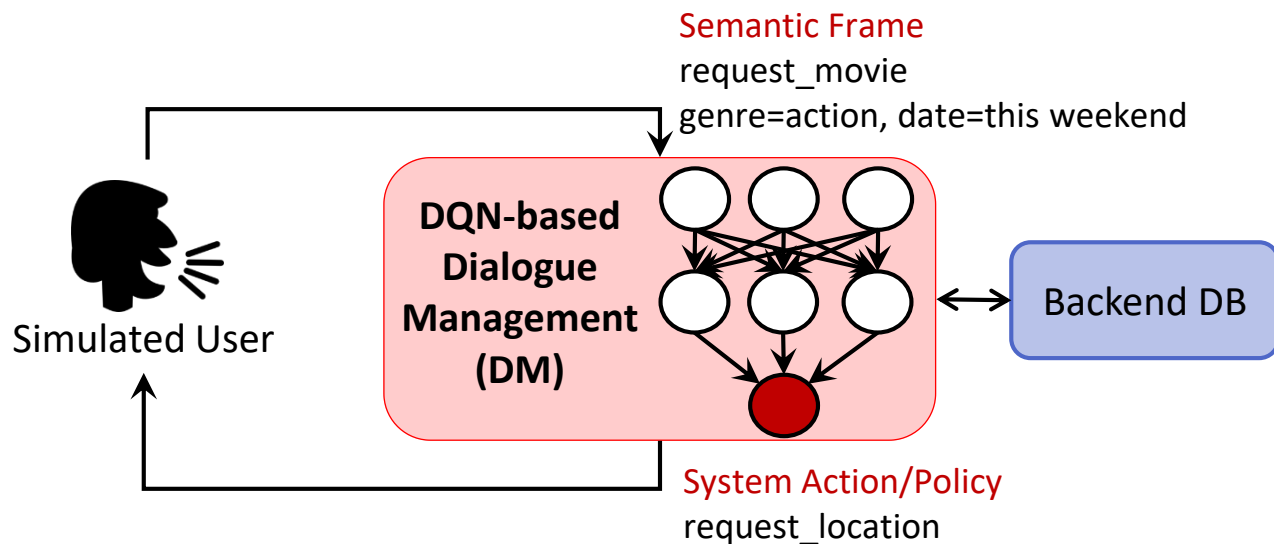 Semantic Frame
request_movie
genre=action, date=this weekend
DQN-based
Dialogue
Management
(DM)
Simulated User
Backend DB
System Action/Policy
request_location